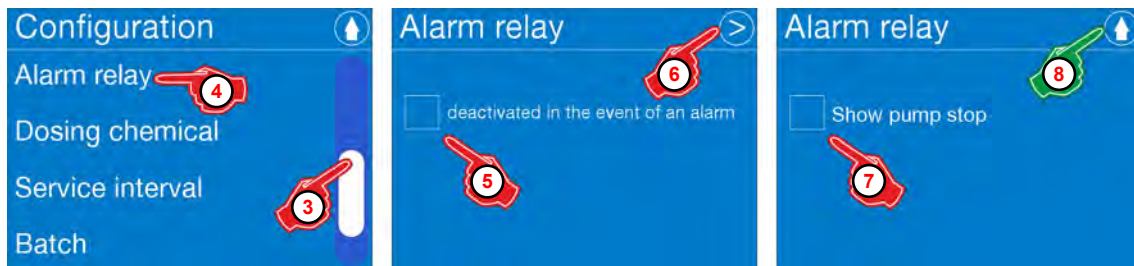 Configuration
Alarm relay
4
Dosing chemical
Service interval
3
Batch
Alarm relay
>
6
deactivated in the event of an alarm
5
Alarm relay
8
Show pump stop
7